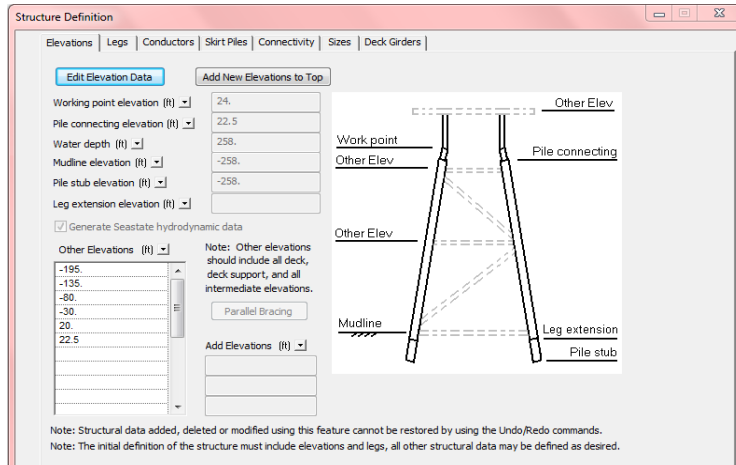 Structure Definition
Elevations Legs Conductors Skirt Piles Connectivity Sizes Deck Girders
Edit Elevation Data Add New Elevations to Top
Working point elevation (ft) 24.
Pile connecting elevation (ft) 22.5
Water depth (ft) 258.
Mudline elevation (ft) -258.
Pile stub elevation (ft) -258.
Leg extension elevation (ft)
Generate Seastate hydrodynamic data
Other Elevations (ft)
-195.
-135.
-80.
-30.
20.
22.5
Note: Other elevations
should include all deck,
deck support, and all
intermediate elevations.
Parallel Bracing
Add Elevations (ft)
Other Elev
Work point
Pile connecting
Other Elev
Other Elev
Mudline
Leg extension
Pile stub
Note: Structural data added, deleted or modified using this feature cannot be restored by using the Undo/Redo commands.
Note: The initial definition of the structure must include elevations and legs, all other structural data may be defined as desired.